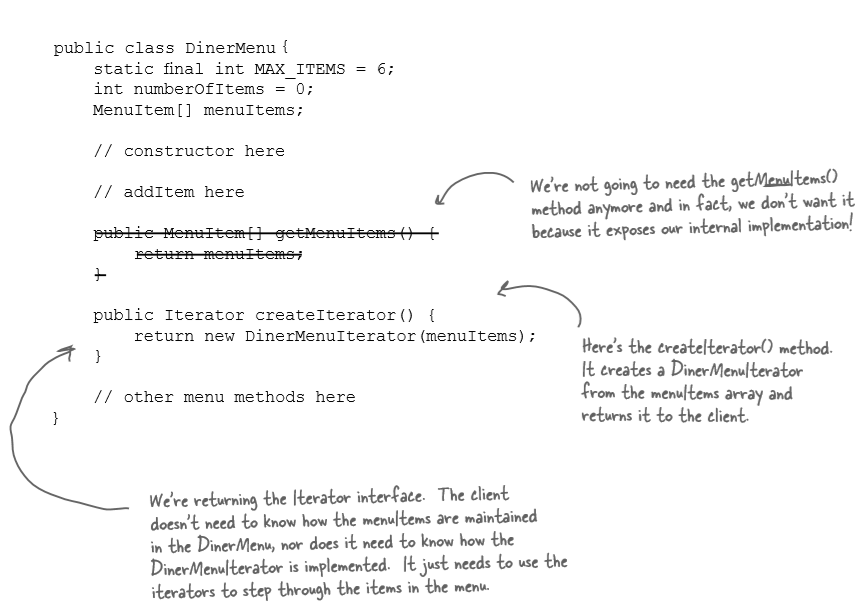 public class DinerMenu {
static final int MAX_ITEMS = 6;
int numberOfItems = 0;
MenuItem[] menuItems;
// constructor here
// addItem here
public MenuItem[] getMenuItems() {
return menuItems;
}
public Iterator createIterator() {
return new DinerMenuIterator(menuItems);
}
// other menu methods here
}
We're not going to need the getMenuItems()
method anymore and in fact, we don't want it
because it exposes our internal implementation!
Here's the createIterator() method.
It creates a DinerMenuIterator
from the menuItems array and
returns it to the client.
We're returning the Iterator interface. The client
doesn't need to know how the menuItems are maintained
in the DinerMenu, nor does it need to know how the
DinerMenuIterator is implemented. It just needs to use the
iterators to step through the items in the menu.